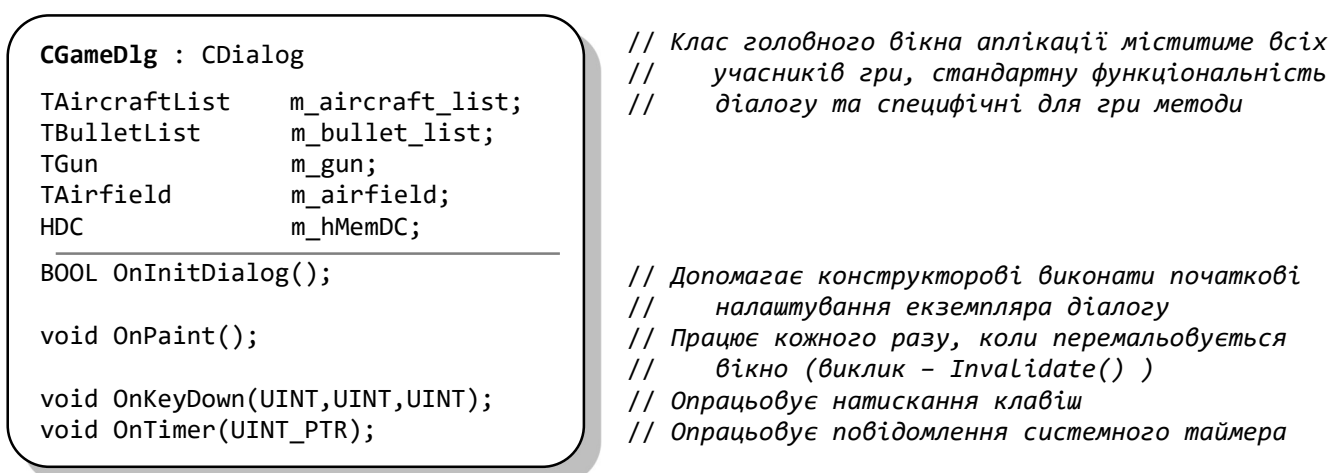 CGameDlg : CDialog
// Клас головного вікна аплікації міститиме всіх
// учасників гри, стандартну функціональність
TAircraftList m_aircraft_list;
// діалогу та специфічні для гри методи
TBulletList m_bullet_list;
TGun m_gun;
TAirfield m_airfield;
HDC m_hMemDC;
BOOL OnInitDialog();
// Допомагає конструкторові виконати початкові
// налаштування екземпляра діалогу
void OnPaint();
// Працює кожного разу, коли перемальовується
// вікно (виклик – Invalidate() )
void OnKeyDown(UINT,UINT,UINT);
// Опрацьовує натискання клавіш
void OnTimer(UINT_PTR);
// Опрацьовує повідомлення системного таймера